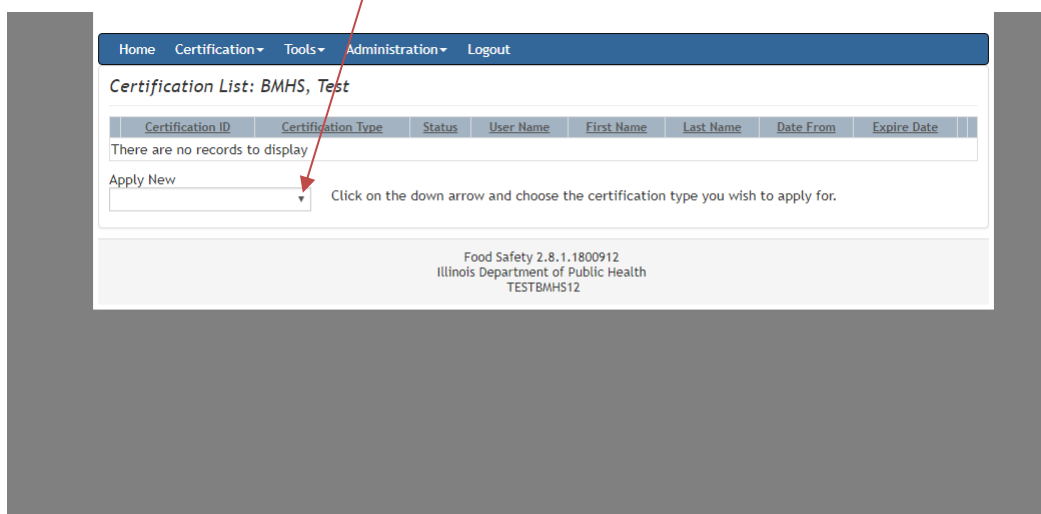 Home Certification Tools Administration Logout
Certification List: BMHS, Test
Certification ID Certification Type Status User Name First Name Last Name Date From Expire Date
There are no records to display
Apply New
Click on the down arrow and choose the certification type you wish to apply for.
Food Safety 2.8.1.1800912
Illinois Department of Public Health
TESTBMHS12